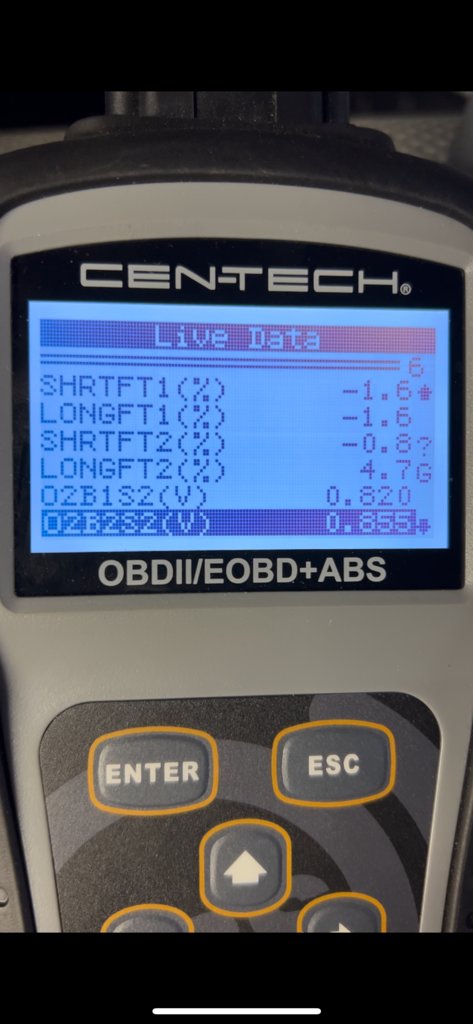 CEN-TECH®
Live Data
6
SHRTFT1(%) -1.6
LONGFT1(%) -1.6
SHRTFT2(%) -0.8?
LONGFT2(%) 4.7G
O2B1S2(V) 0.820
O2B2S2(V) 0.855
OBDII/EOBD+ABS
ENTER
ESC